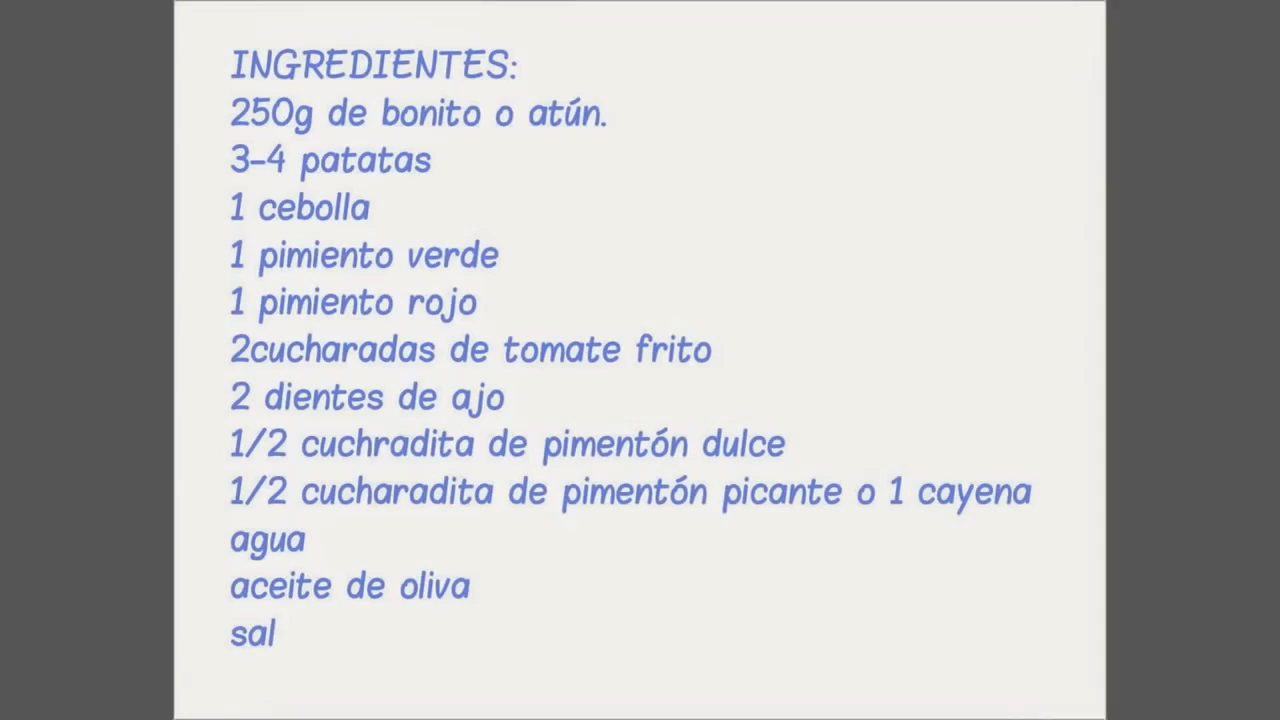 INGREDIENTES:
250g de bonito o atún.
3-4 patatas
1 cebolla
1 pimiento verde
1 pimiento rojo
2cucharadas de tomate frito
2 dientes de ajo
1/2 cuchradita de pimentón dulce
1/2 cucharadita de pimentón picante o 1 cayena
agua
aceite de oliva
sal